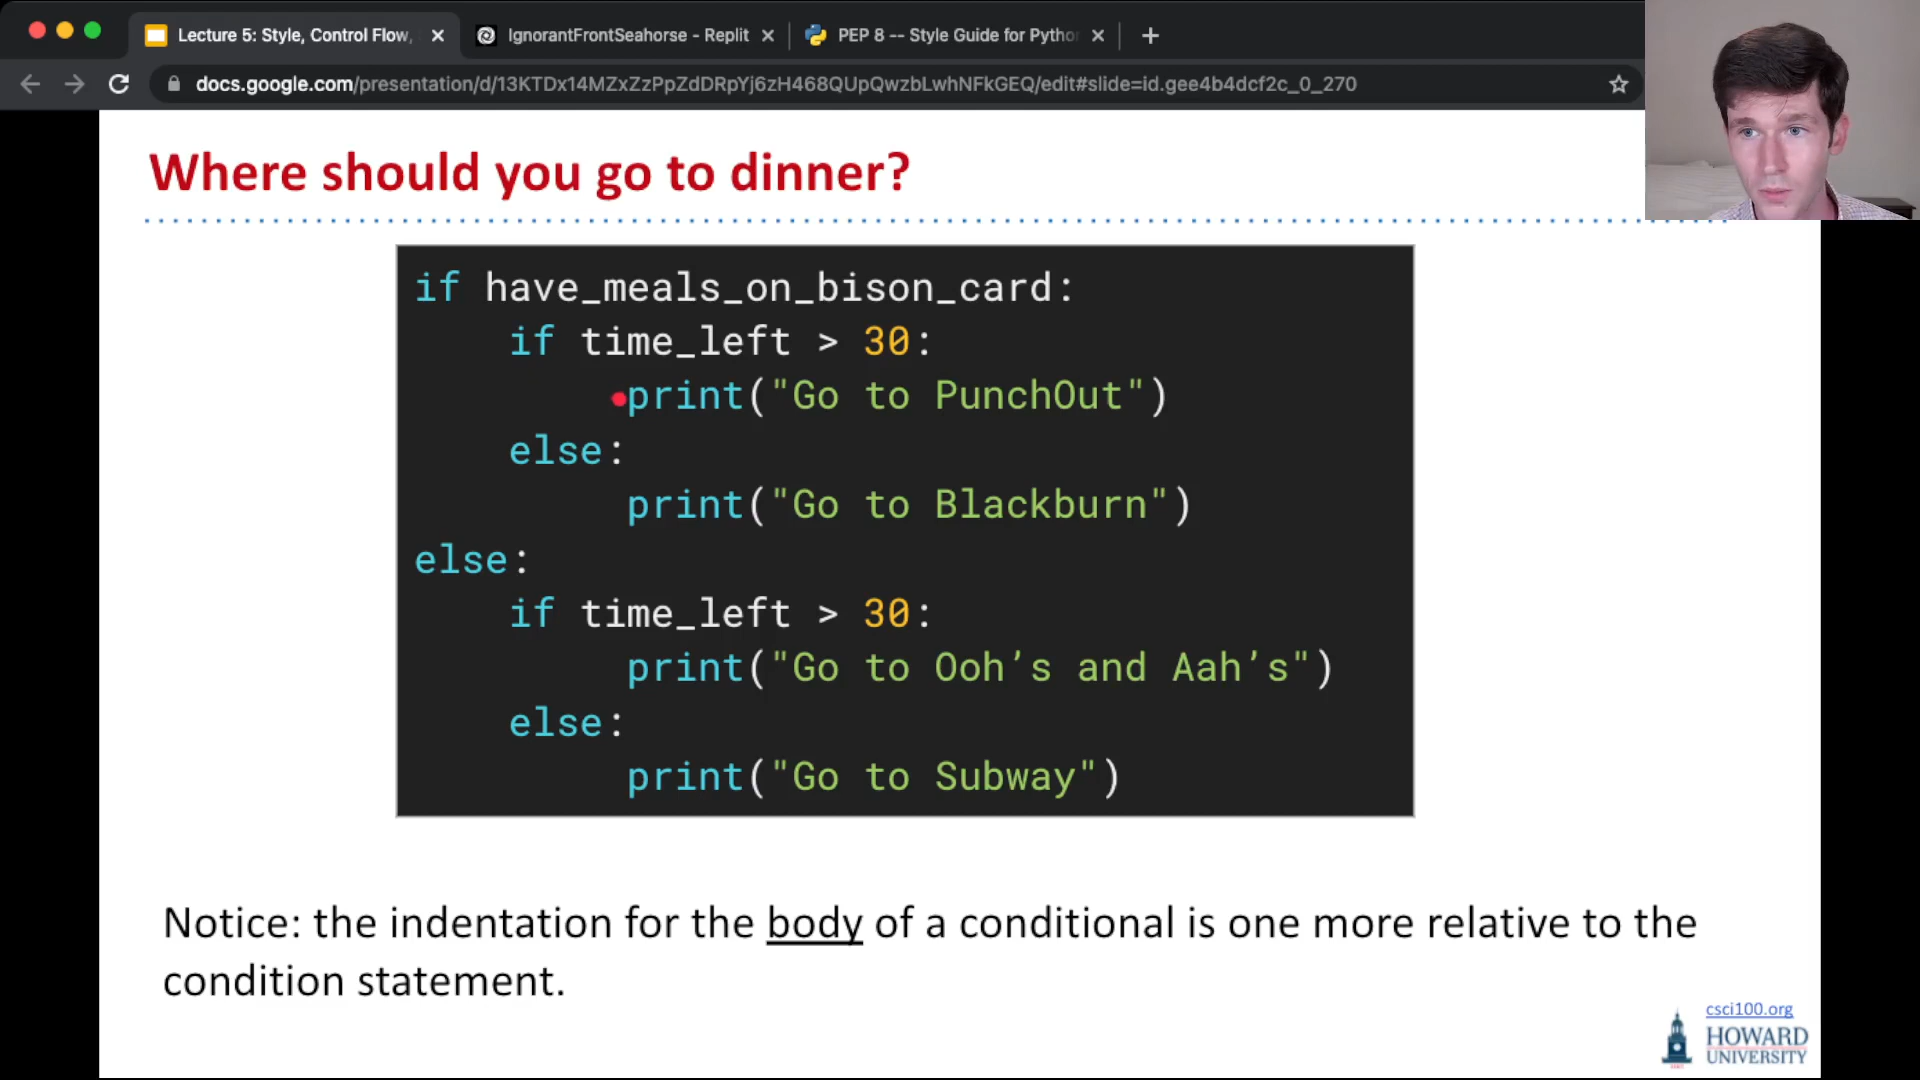 Lecture 5: Style, Control Flow,
IgnorantFrontSeahorse - Replit
PEP 8 -- Style Guide for Pytho
docs.google.com/presentation/d/13KTDx14MZxZzPpZdDRpYj6zH468QUpQwzbLwhNFkGEQ/edit#slide=id.gee4b4dcf2c_0_270
Where should you go to dinner?
if have_meals_on_bison_card:
if time_left > 30:
print("Go to PunchOut")
else:
print("Go to Blackburn")
else:
if time_left > 30:
print("Go to Ooh’s and Aah’s")
else:
print("Go to Subway")
Notice: the indentation for the body of a conditional is one more relative to the
condition statement.
csci100.org
HOWARD
UNIVERSITY